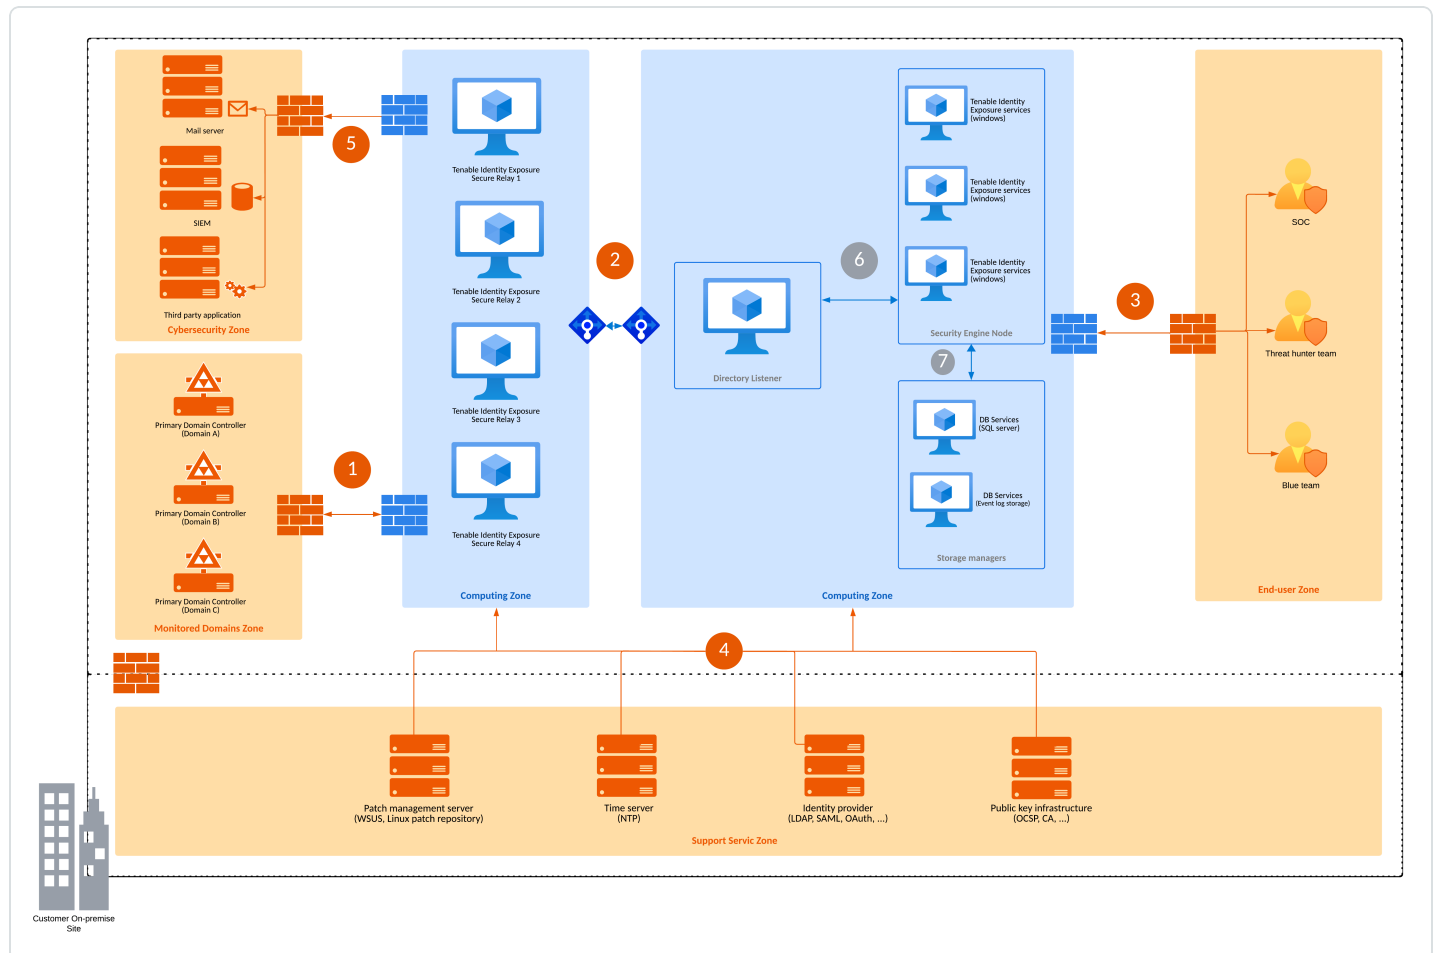 Mail server
SIEM
Third party application
Cybersecurity Zone
5
Primary Domain Controller
(Domain A)
Primary Domain Controller
(Domain B)
Primary Domain Controller
(Domain C)
Monitored Domains Zone
1
Tenable Identity Exposure
Secure Relay 1
Tenable Identity Exposure
Secure Relay 2
Tenable Identity Exposure
Secure Relay 3
Tenable Identity Exposure
Secure Relay 4
Computing Zone
2
Directory Listener
6
Tenable Identity
Exposure services
(windows)
Tenable Identity
Exposure services
(windows)
Tenable Identity
Exposure services
(windows)
Security Engine Node
7
DB Services
(SQL server)
DB Services
(Event log storage)
Storage managers
Computing Zone
3
SOC
Threat hunter team
Blue team
End-user Zone
4
Patch management server
(WSUS, Linux patch repository)
Time server
(NTP)
Identity provider
(LDAP, SAML, OAuth, ...)
Public key infrastructure
(OCSP, CA, ...)
Support Servic Zone
Customer On-premise
Site